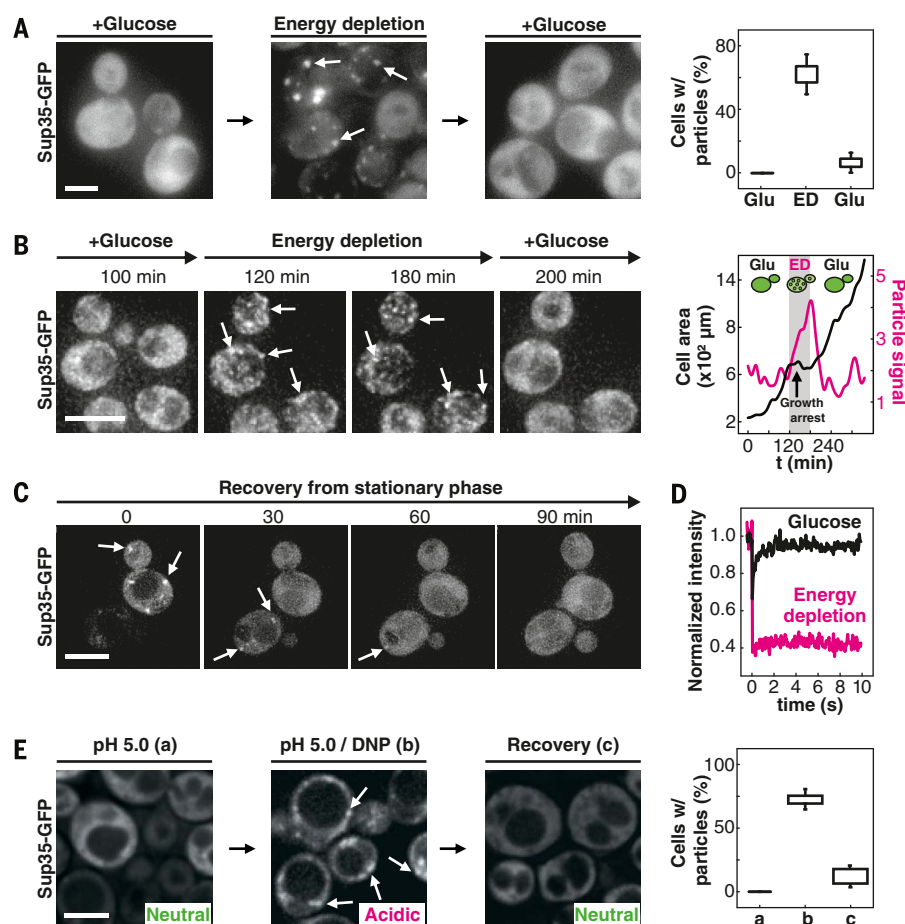 A
+Glucose
Energy depletion
+Glucose
Sup35-GFP
Cells w/
particles (%)
80
40
0
Glu ED Glu
B
+Glucose
Energy depletion
+Glucose
100 min
120 min
180 min
200 min
Sup35-GFP
Cell area
(x10² µm)
14
8
6
2
Glu ED Glu
Growth
arrest
5
3
1
Particle signal
0 120 240
t (min)
C
Recovery from stationary phase
0
30
60
90 min
Sup35-GFP
D
Normalized intensity
1.0
0.8
0.6
0.4
Glucose
Energy
depletion
0 2 4 6 8 10
time (s)
E
pH 5.0 (a)
pH 5.0 / DNP (b)
Recovery (c)
Sup35-GFP
Neutral
Acidic
Neutral
Cells w/
particles (%)
100
50
0
a b c